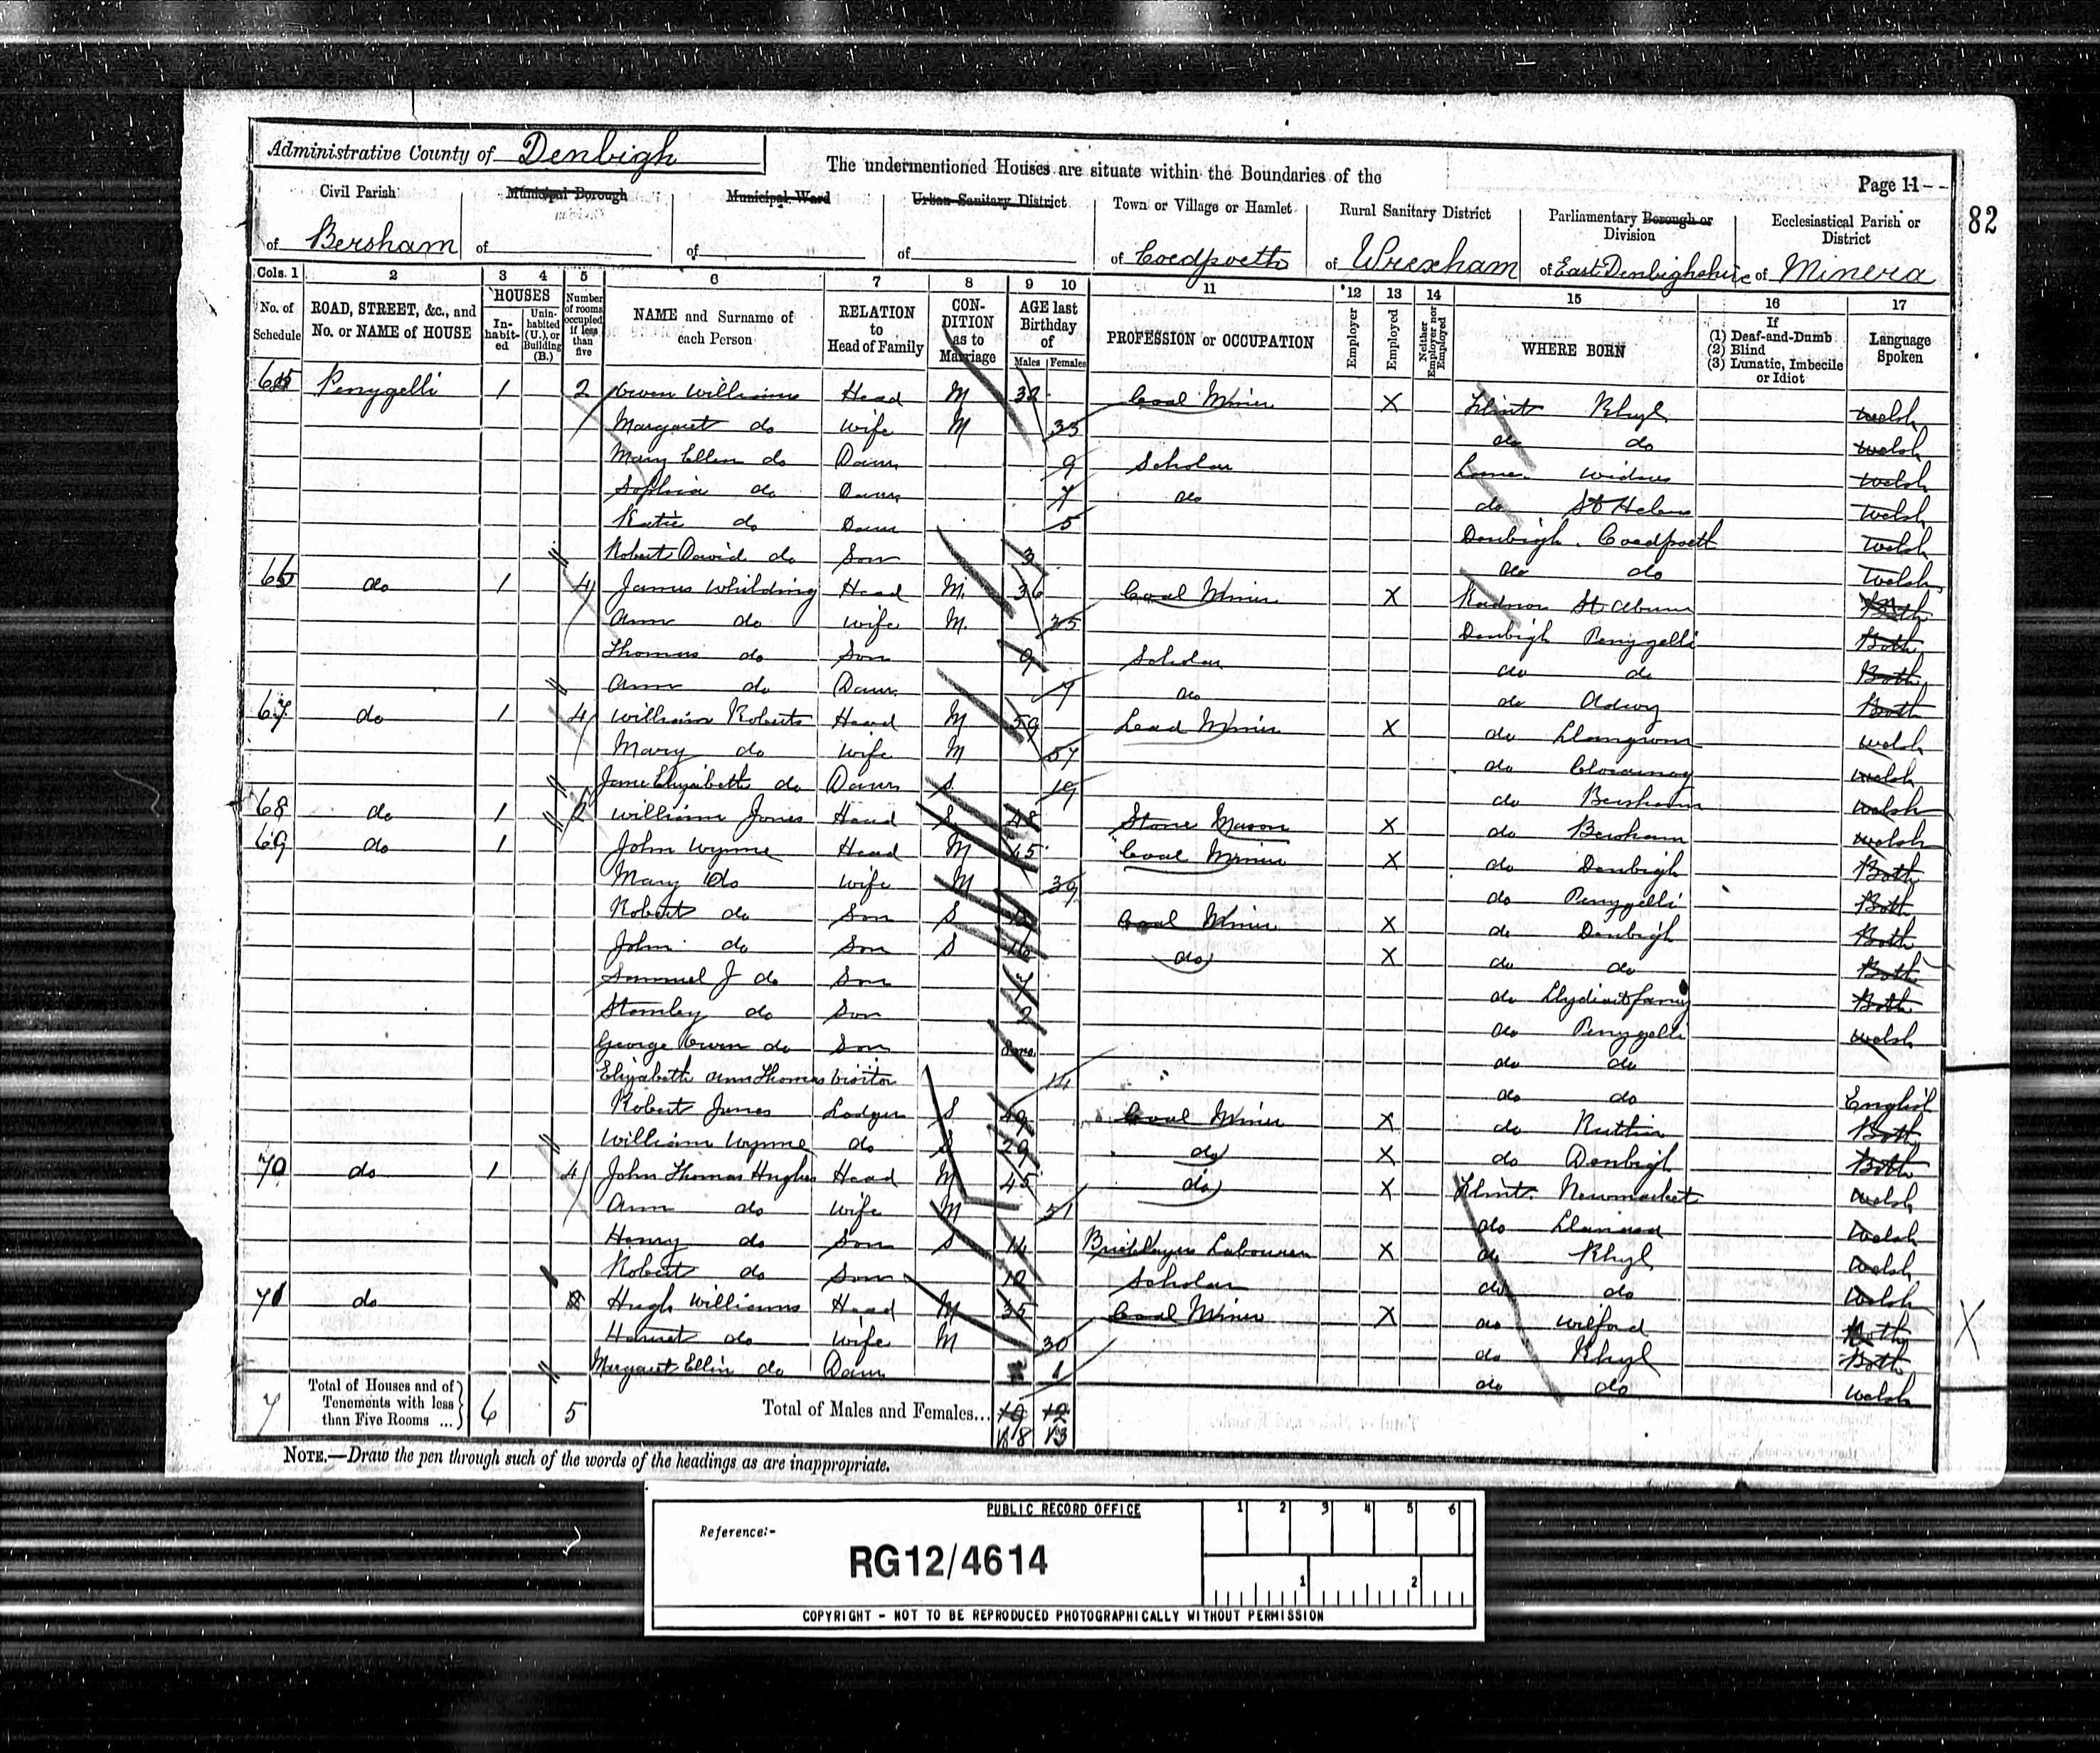 Administrative County of Denbigh
The undermentioned Houses are situate within the Boundaries of the
Page 11
82
Civil Parish of Bersham
Municipal Borough of
Municipal Ward of
Urban Sanitary District of
Town or Village or Hamlet of Coedpoeth
Rural Sanitary District of Wrexham
Parliamentary Borough or Division of East Denbighshire
Ecclesiastical Parish or District of Minera
Cols. 1 2 3 4 5 6 7 8 9 10 11 12 13 14 15 16 17
No. of Schedule
ROAD, STREET, &c., and No. or NAME of HOUSE
HOUSES
Inhabited
Uninhabited (U.), or Building (B.)
Number of rooms occupied if less than five
NAME and Surname of each Person
RELATION to Head of Family
CONDITION as to Marriage
AGE last Birthday of
Males Females
PROFESSION or OCCUPATION
Employer
Employed
Neither Employer nor Employed
WHERE BORN
If (1) Deaf-and-Dumb (2) Blind (3) Lunatic, Imbecile or Idiot
Language Spoken
65 Penygelli 1 2 Owen Williams Head M 32 Coal Miner X Flint Rhyl Welsh
Margaret do Wife M 33 do do Welsh
Mary Ellen do Daur 9 Scholar Lanc Widnes Welsh
Sophia do Daur 7 do do St Helens Welsh
Katie do Daur 5 Denbigh Coedpoeth Welsh
Robert David do Son 3 do do Welsh
66 do 1 4 James Whilding Head M 36 Coal Miner X Radnor Both
Ann do Wife M 35 Denbigh Penygelli Both
Thomas do Son 9 Scholar do do Both
Ann do Daur 7 do do Adwy Both
67 do 1 4 William Roberts Head M 59 Lead Miner X do Llangwm Welsh
Mary do Wife M 57 do Clocaenog Welsh
Jane Elizabeth do Daur S 19 do Bersham Welsh
68 do 1 2 William Jones Head S 48 Stone Mason X do Bersham Welsh
69 do 1 John Wynne Head M 45 Coal Miner X do Denbigh Both
Mary do Wife M 39 do Penygelli Both
Robert do Son S Coal Miner X do Denbigh Both
John do Son S 16 do X do do Both
Samuel J do Son 7 do Both
Stanley do Son 2 do Penygelli Welsh
George Owen do Son do do
Elizabeth Ann Thomas Visitor 14 do do English
Robert Jones Lodger S 49 Coal Miner X do Ruthin Both
William Wynne do S 29 do X do Denbigh Both
70 do 1 4 John Thomas Hughes Head M 45 do X Flint Newmarket Welsh
Ann do Wife M 51 do Welsh
Henry do Son S 14 Bricklayers Labourer X do Rhyl Welsh
Robert do Son 12 Scholar do do Welsh
71 do Hugh Williams Head M 35 Coal Miner X do Both
Harriet do Wife M 30 do Rhyl Both
Margaret Ellin do Daur 1 do do Welsh
7 Total of Houses and of Tenements with less than Five Rooms ... 6 5 Total of Males and Females... 19 12
18 13
NOTE.—Draw the pen through such of the words of the headings as are inappropriate.
PUBLIC RECORD OFFICE
1 2 3 4 5 6
Reference:-
RG12/4614
1 2
COPYRIGHT - NOT TO BE REPRODUCED PHOTOGRAPHICALLY WITHOUT PERMISSION